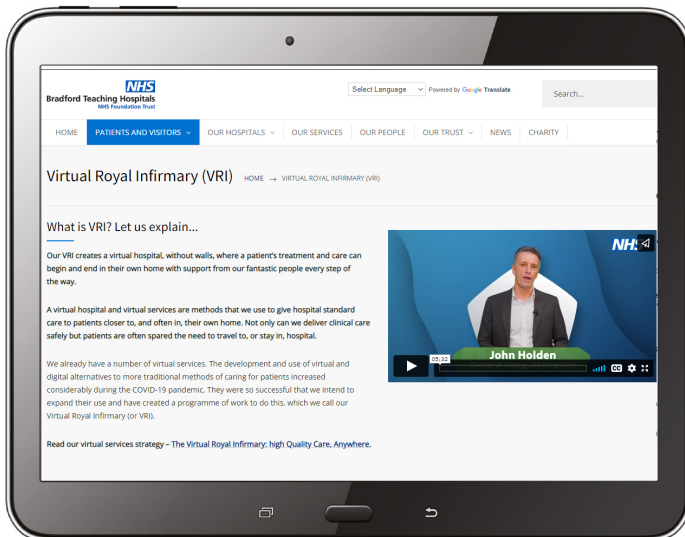 NHS
Bradford Teaching Hospitals
NHS Foundation Trust
Select Language
Powered by Google Translate
Search...
HOME
PATIENTS AND VISITORS
OUR HOSPITALS
OUR SERVICES
OUR PEOPLE
OUR TRUST
NEWS
CHARITY
Virtual Royal Infirmary (VRI)
HOME → VIRTUAL ROYAL INFIRMARY (VRI)
What is VRI? Let us explain...
Our VRI creates a virtual hospital, without walls, where a patient's treatment and care can
begin and end in their own home with support from our fantastic people every step of
the way.
A virtual hospital and virtual services are methods that we use to give hospital standard
care to patients closer to, and often in, their own home. Not only can we deliver clinical care
safely but patients are often spared the need to travel to, or stay in, hospital.
We already have a number of virtual services. The development and use of virtual and
digital alternatives to more traditional methods of caring for patients increased
considerably during the COVID-19 pandemic. They were so successful that we intend to
expand their use and have created a programme of work to do this, which we call our
Virtual Royal Infirmary (or VRI).
Read our virtual services strategy – The Virtual Royal Infirmary: high Quality Care, Anywhere.
John Holden
05:32
CC